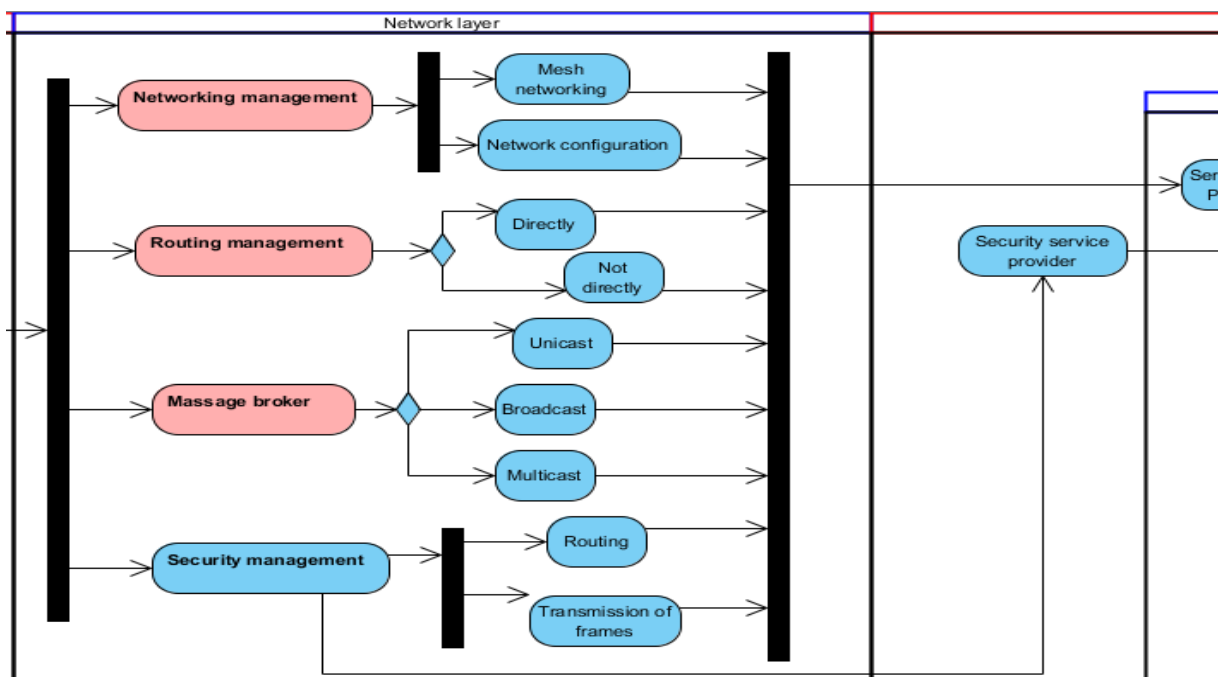 Network layer
Networking management
Mesh
networking
Network configuration
Routing management
Directly
Not
directly
Security service
provider
Massage broker
Unicast
Broadcast
Multicast
Security management
Routing
Transmission of
frames